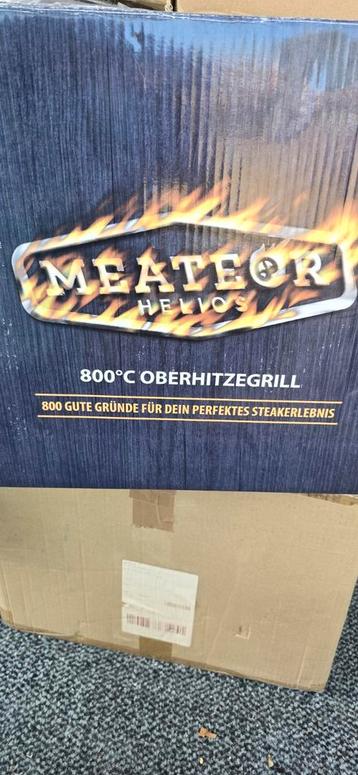 MEATEOR
HELIOS
800°C OBERHITZEGRILL
800 GUTE GRÜNDE FÜR DEIN PERFEKTES STEAKERLEBNIS